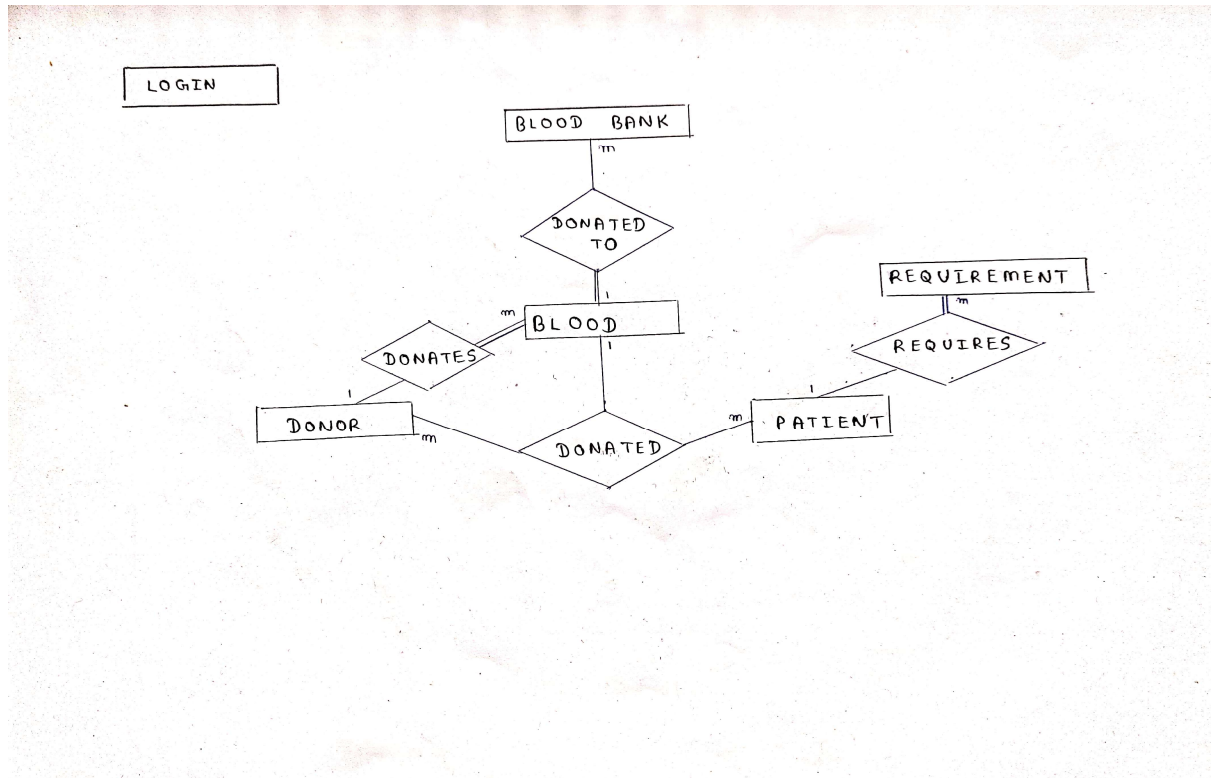 LOGIN
BLOOD BANK
m
DONATED
TO
REQUIREMENT
m
1
m
BLOOD
1
REQUIRES
DONATES
1
1
DONOR
m
DONATED
m
PATIENT